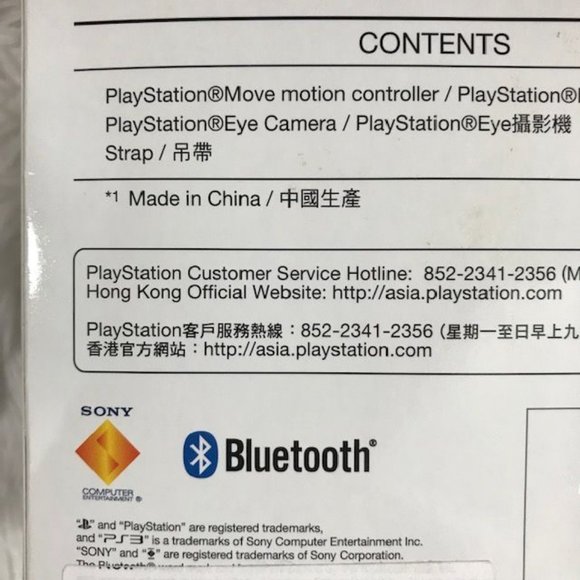 CONTENTS
PlayStation®Move motion controller / PlayStation®
PlayStation®Eye Camera / PlayStation®Eye攝影機
Strap / 吊帶
*1 Made in China / 中國生產
PlayStation Customer Service Hotline: 852-2341-2356 (M
Hong Kong Official Website: http://asia.playstation.com
PlayStation客戶服務熱線：852-2341-2356 (星期一至日早上九
香港官方網站：http://asia.playstation.com
SONY
COMPUTER
ENTERTAINMENT ®
Bluetooth®
" " and "PlayStation" are registered trademarks,
and "PS3" is a trademark of Sony Computer Entertainment Inc.
"SONY" and " " are registered trademarks of Sony Corporation.
The Bluetooth